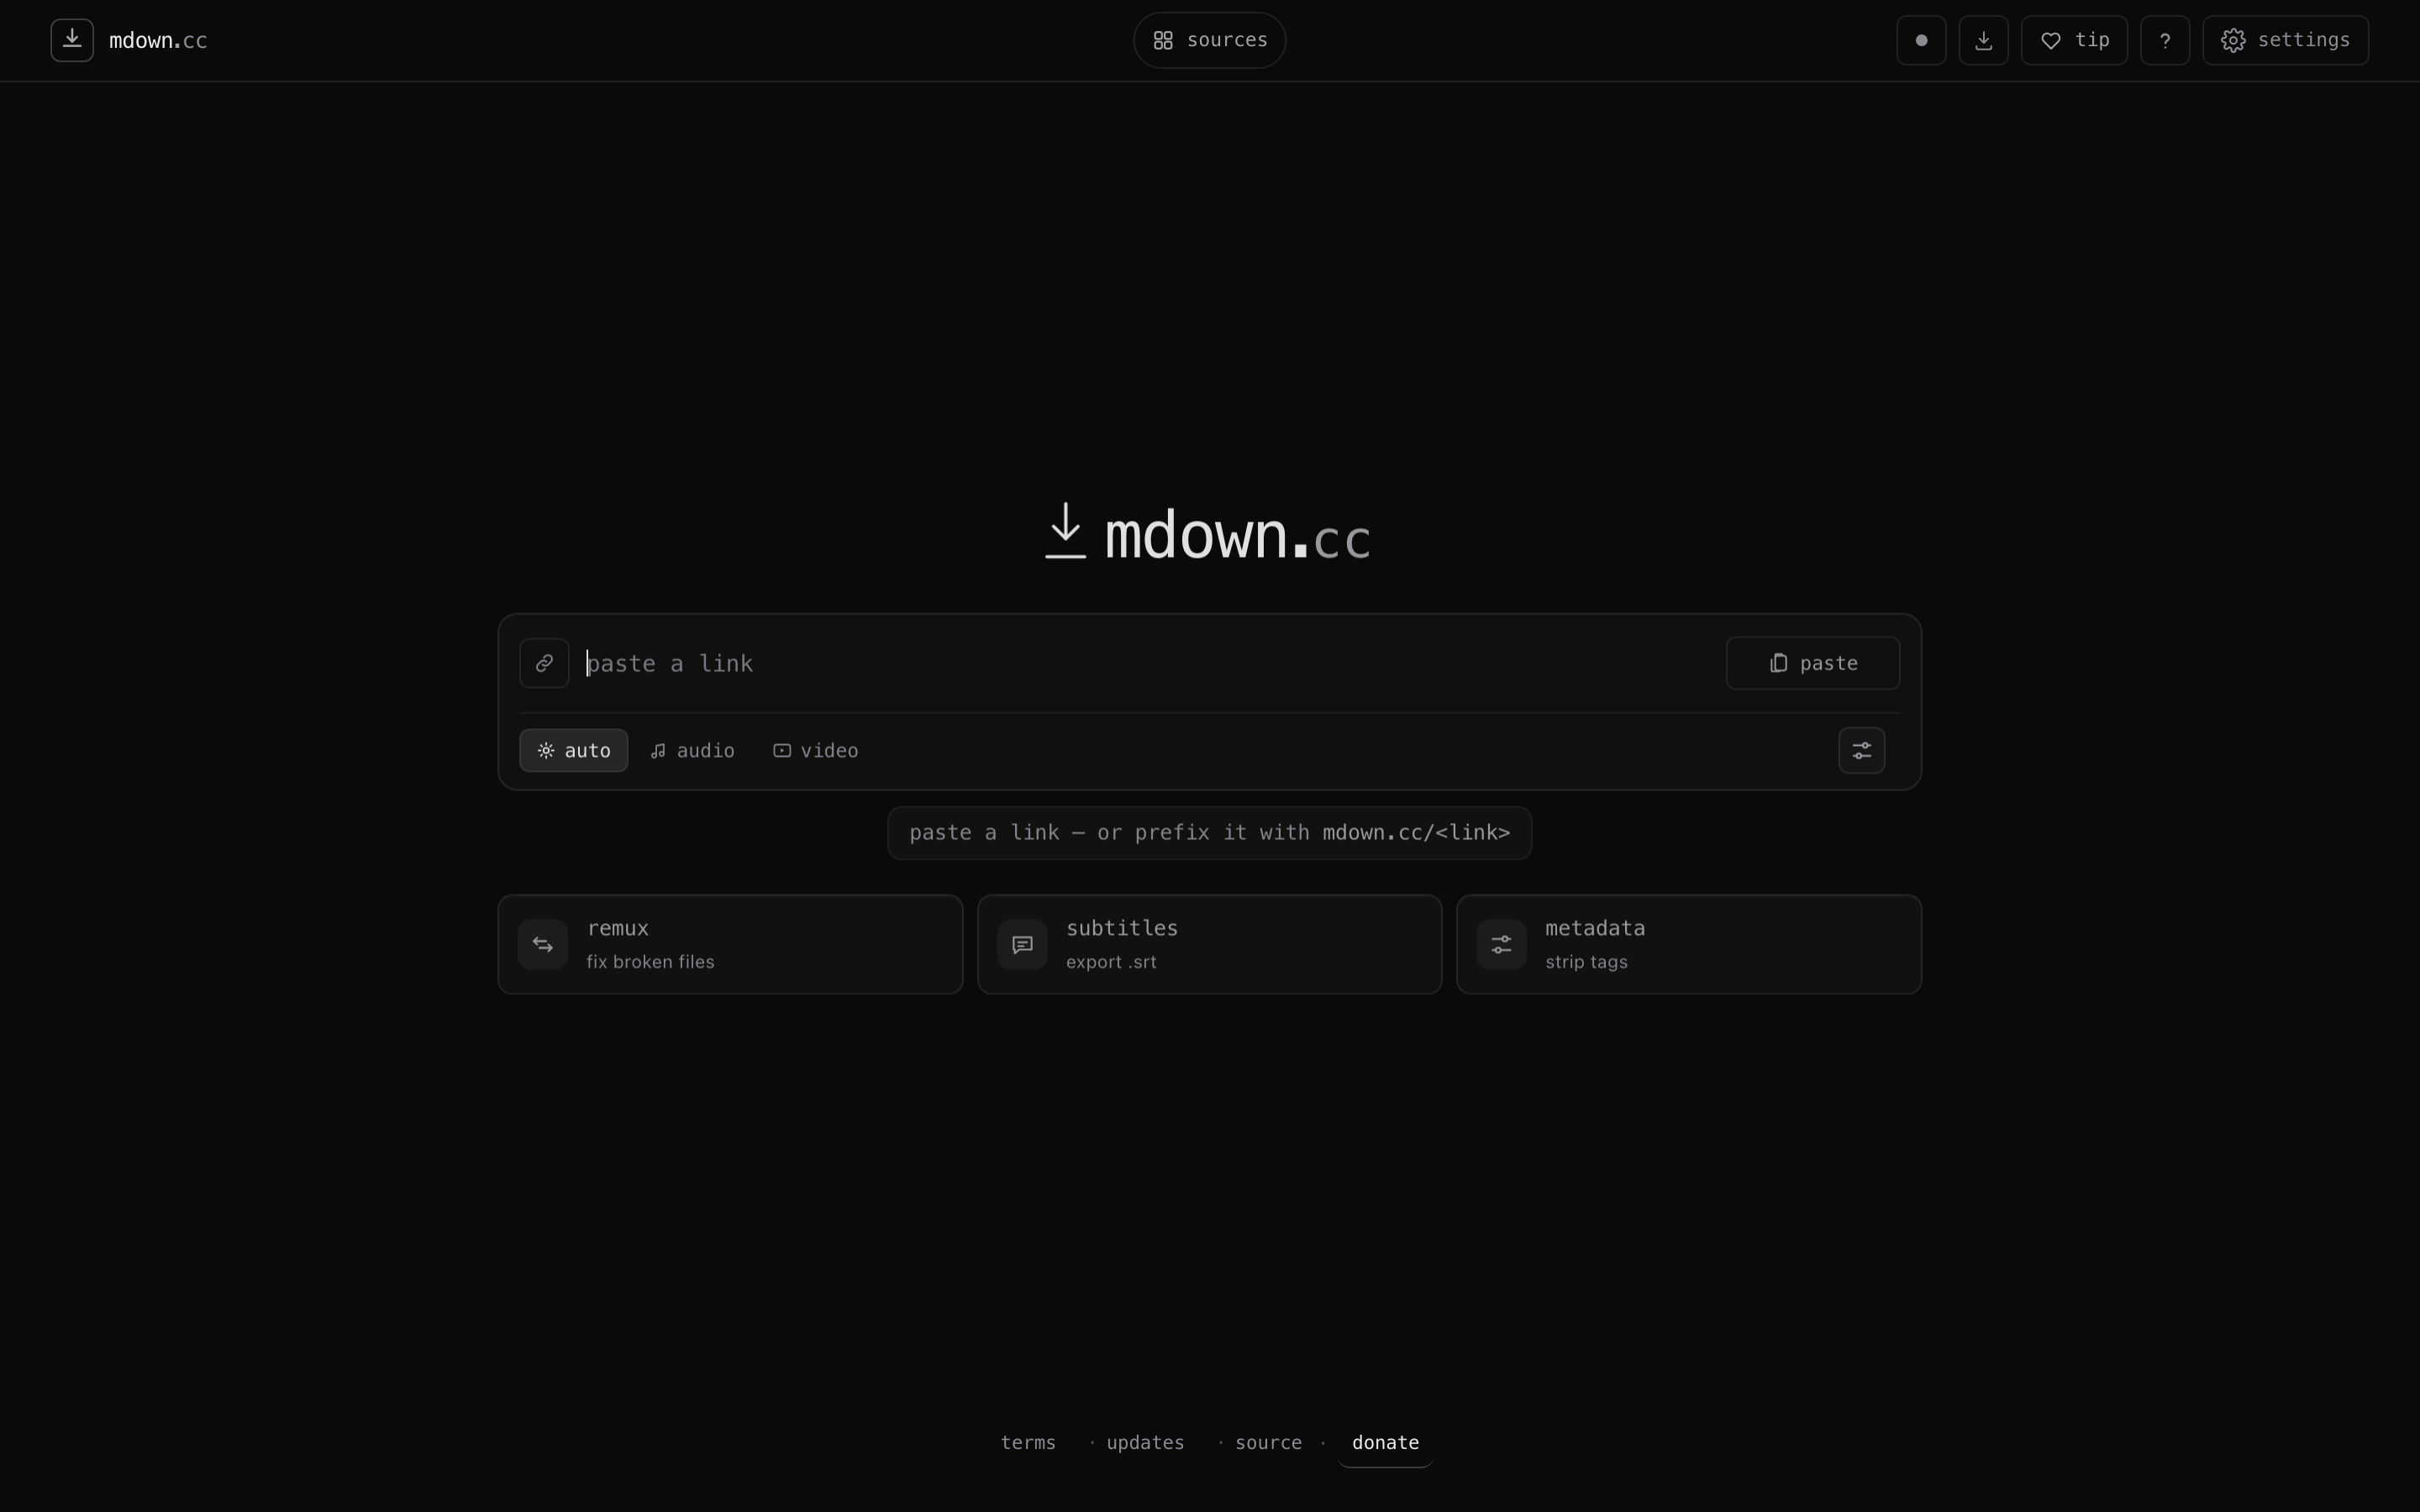 mdown.cc
sources
tip
?
settings
mdown.cc
paste a link
paste
auto
audio
video
paste a link — or prefix it with mdown.cc/<link>
remux
fix broken files
subtitles
export .srt
metadata
strip tags
terms · updates · source · donate